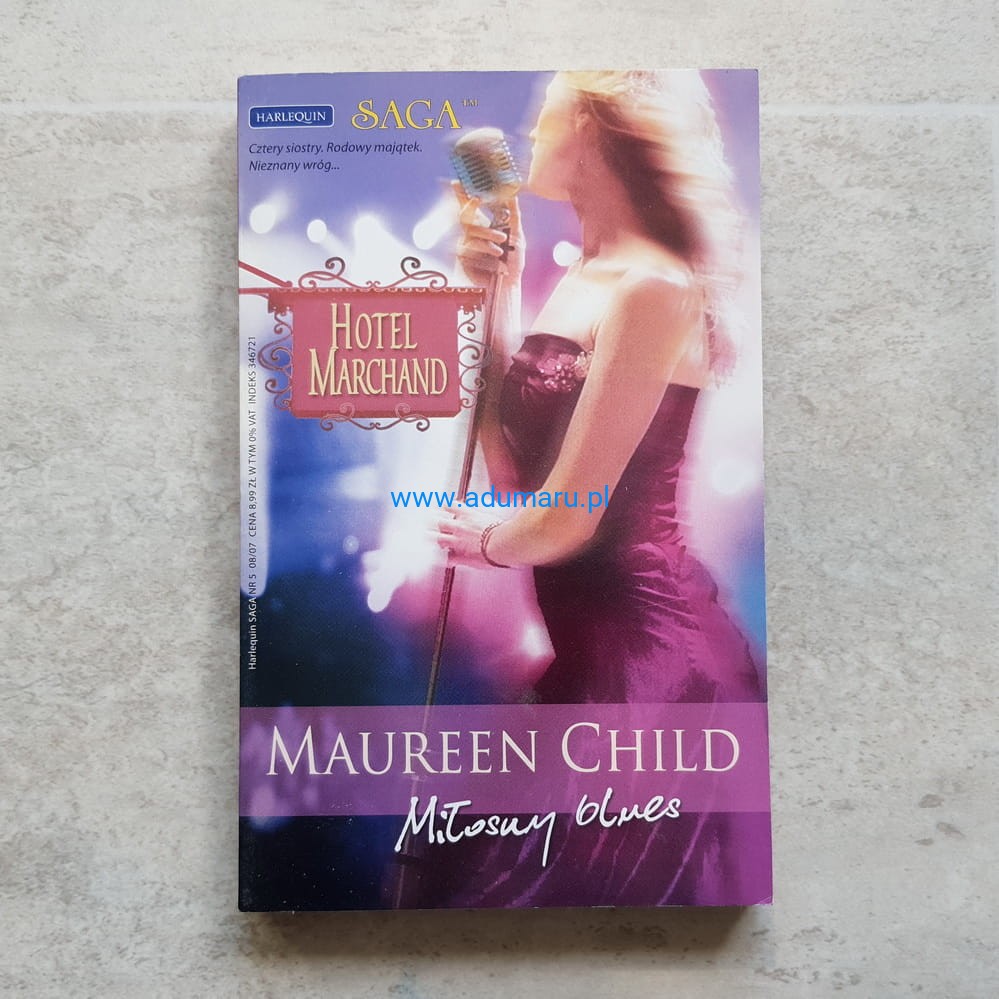 HARLEQUIN
SAGA™
Cztery siostry. Rodowy majątek.
Nieznany wróg...
HOTEL
MARCHAND
Harlequin SAGA NR 5 08/07 CENA 8,99 ZŁ W TYM 0% VAT INDEKS 346721
www.adumaru.pl
MAUREEN CHILD
Miłosny blues